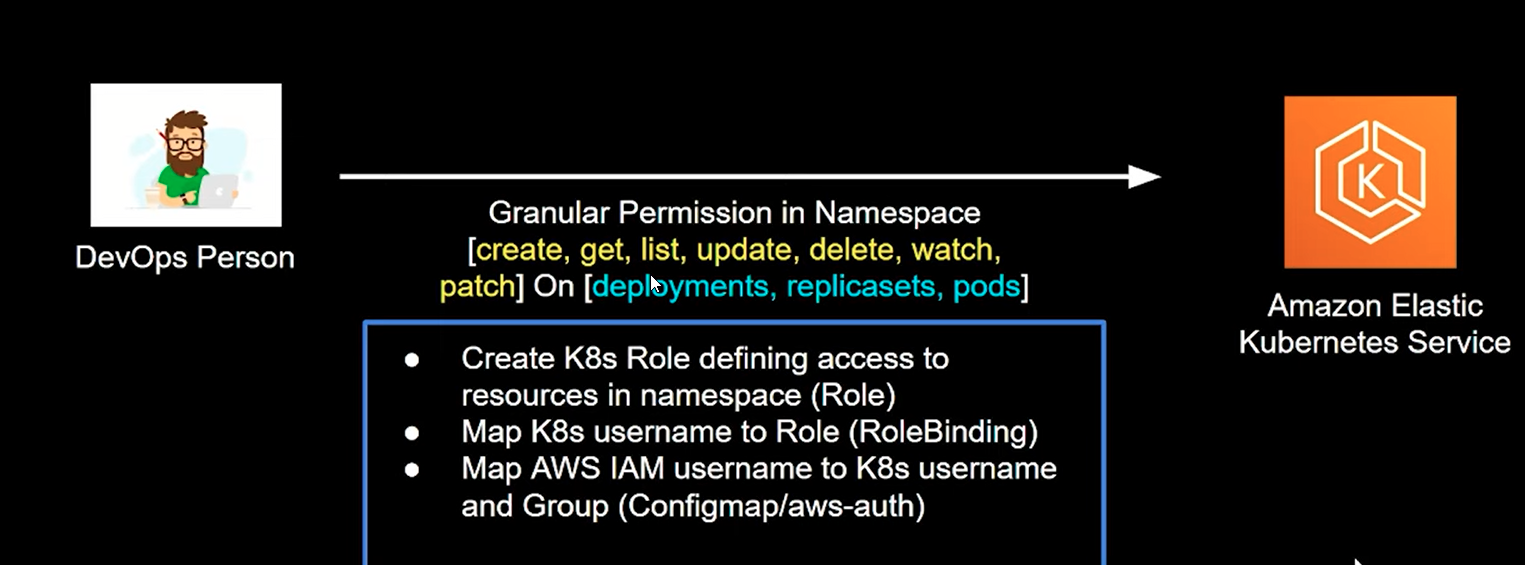 DevOps Person
Granular Permission in Namespace
[create, get, list, update, delete, watch,
patch] On [deployments, replicasets, pods]
● Create K8s Role defining access to
resources in namespace (Role)
● Map K8s username to Role (RoleBinding)
● Map AWS IAM username to K8s username
and Group (Configmap/aws-auth)
K
Amazon Elastic
Kubernetes Service